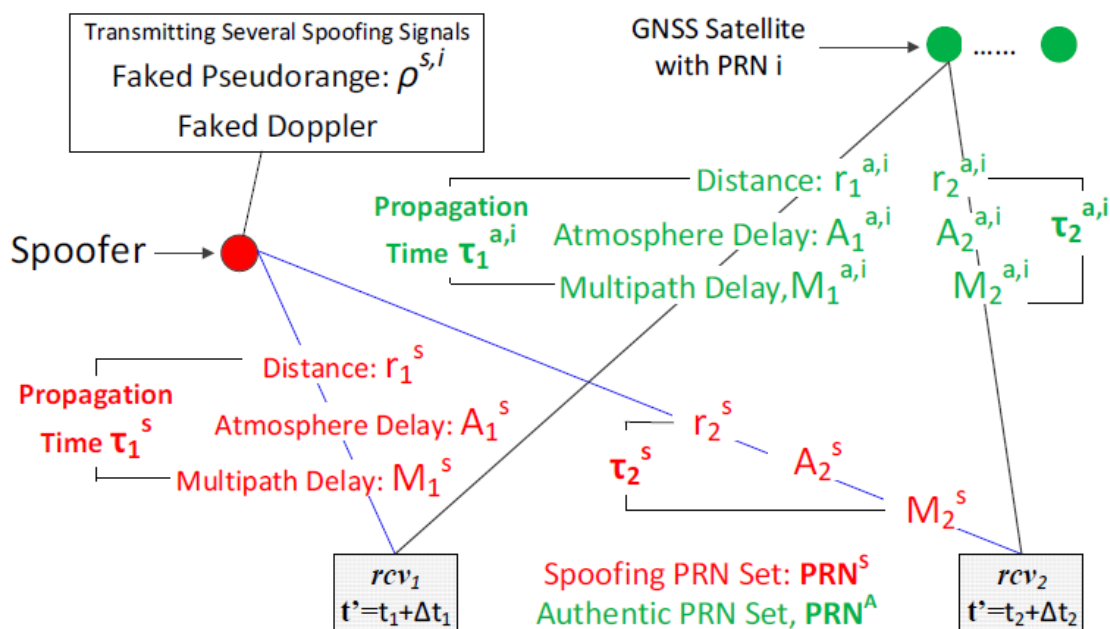 Transmitting Several Spoofing Signals
Faked Pseudorange: ρ^{s,i}
Faked Doppler
GNSS Satellite
with PRN i
......
Spoofer
Propagation
Time τ₁^{a,i}
Distance: r₁^{a,i}
Atmosphere Delay: A₁^{a,i}
Multipath Delay, M₁^{a,i}
r₂^{a,i}
A₂^{a,i}
M₂^{a,i}
τ₂^{a,i}
Propagation
Time τ₁^s
Distance: r₁^s
Atmosphere Delay: A₁^s
Multipath Delay: M₁^s
τ₂^s
r₂^s
A₂^s
M₂^s
rcv₁
t’=t₁+Δt₁
Spoofing PRN Set: PRN^S
Authentic PRN Set, PRN^A
rcv₂
t’=t₂+Δt₂